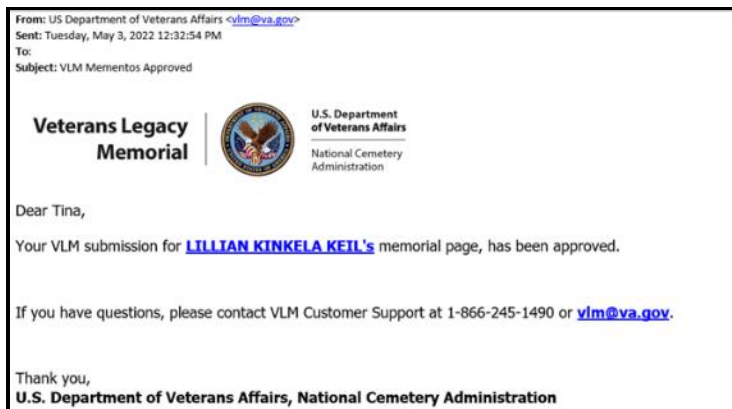 From: US Department of Veterans Affairs <vlm@va.gov>
Sent: Tuesday, May 3, 2022 12:32:54 PM
To:
Subject: VLM Mementos Approved
Veterans Legacy
Memorial
U.S. Department
of Veterans Affairs
National Cemetery
Administration
Dear Tina,
Your VLM submission for LILLIAN KINKELA KEIL's memorial page, has been approved.
If you have questions, please contact VLM Customer Support at 1-866-245-1490 or vlm@va.gov.
Thank you,
U.S. Department of Veterans Affairs, National Cemetery Administration